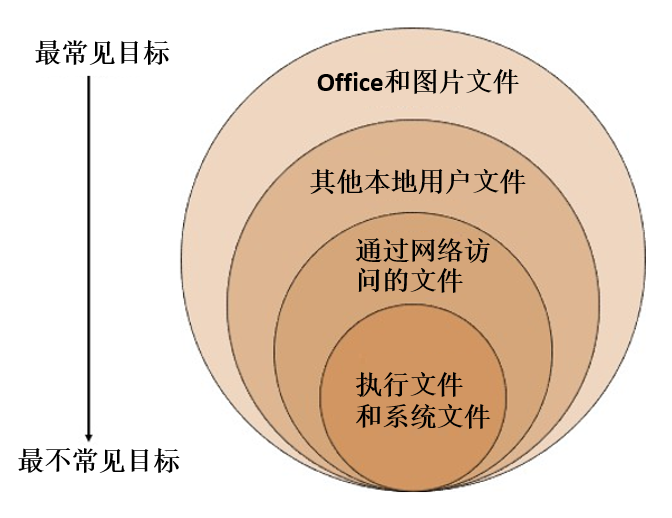 最常见目标
Office和图片文件
其他本地用户文件
通过网络访
问的文件
执行文件
和系统文件
最不常见目标